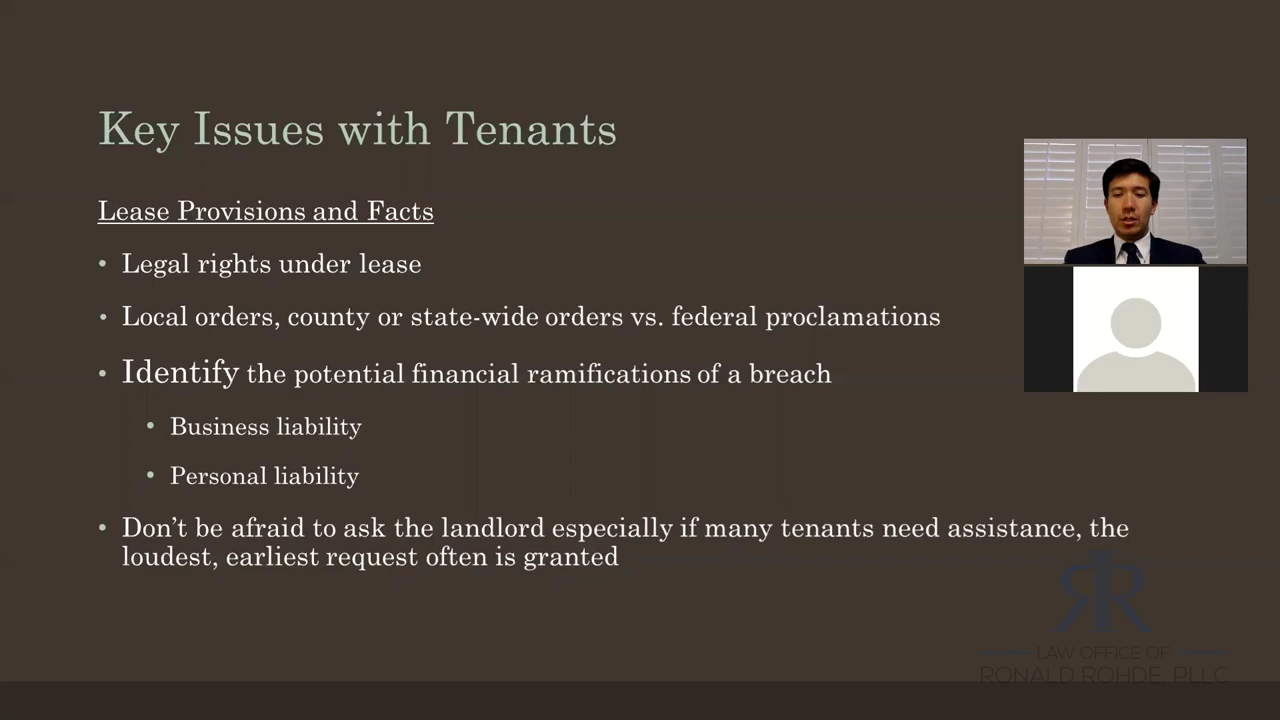 Key Issues with Tenants
Lease Provisions and Facts
• Legal rights under lease
• Local orders, county or state-wide orders vs. federal proclamations
• Identify the potential financial ramifications of a breach
• Business liability
• Personal liability
• Don't be afraid to ask the landlord especially if many tenants need assistance, the
loudest, earliest request often is granted
RR
LAW OFFICE OF
RONALD ROHDE, PLLC